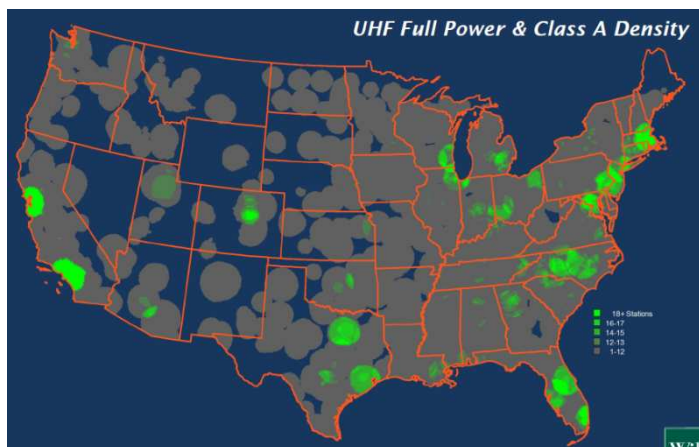 UHF Full Power & Class A Density
18+ Stations
16-17
14-15
12-13
1-12